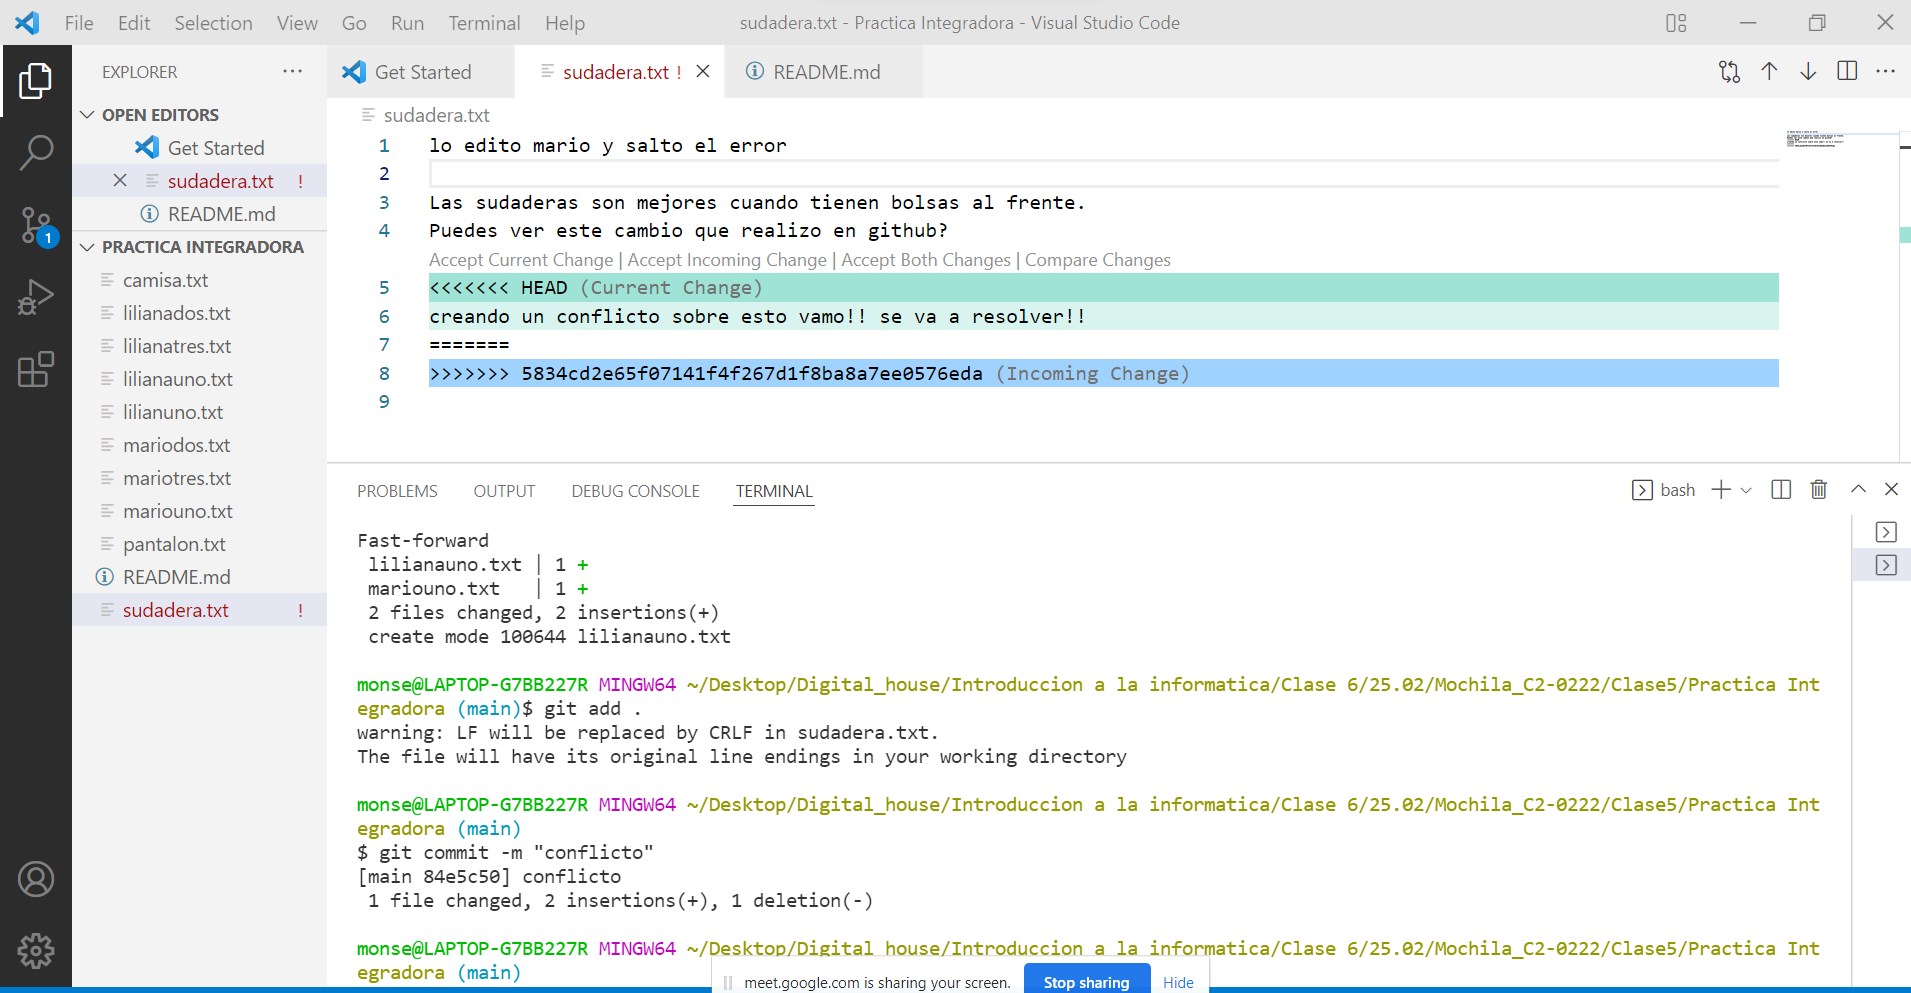 File Edit Selection View Go Run Terminal Help
sudadera.txt - Practica Integradora - Visual Studio Code
EXPLORER
OPEN EDITORS
Get Started
sudadera.txt !
README.md
PRACTICA INTEGRADORA
camisa.txt
lilianados.txt
lilianatres.txt
lilianauno.txt
lilianuno.txt
mariodos.txt
mariotres.txt
mariouno.txt
pantalon.txt
README.md
sudadera.txt !
1
Get Started
sudadera.txt !
README.md
sudadera.txt
1 lo edito mario y salto el error
2
3 Las sudaderas son mejores cuando tienen bolsas al frente.
4 Puedes ver este cambio que realizo en github?
Accept Current Change | Accept Incoming Change | Accept Both Changes | Compare Changes
5 <<<<<<< HEAD (Current Change)
6 creando un conflicto sobre esto vamo!! se va a resolver!!
7 =======
8 >>>>>>> 5834cd2e65f07141f4f267d1f8ba8a7ee0576eda (Incoming Change)
9
PROBLEMS OUTPUT DEBUG CONSOLE TERMINAL
bash
Fast-forward
lilianauno.txt | 1 +
mariouno.txt | 1 +
2 files changed, 2 insertions(+)
create mode 100644 lilianauno.txt
monse@LAPTOP-G7BB227R MINGW64 ~/Desktop/Digital_house/Introduccion a la informatica/Clase 6/25.02/Mochila_C2-0222/Clase5/Practica Int
egradora (main)$ git add .
warning: LF will be replaced by CRLF in sudadera.txt.
The file will have its original line endings in your working directory
monse@LAPTOP-G7BB227R MINGW64 ~/Desktop/Digital_house/Introduccion a la informatica/Clase 6/25.02/Mochila_C2-0222/Clase5/Practica Int
egradora (main)
$ git commit -m "conflicto"
[main 84e5c50] conflicto
1 file changed, 2 insertions(+), 1 deletion(-)
monse@LAPTOP-G7BB227R MINGW64 ~/Desktop/Digital_house/Introduccion a la informatica/Clase 6/25.02/Mochila_C2-0222/Clase5/Practica Int
egradora (main)
meet.google.com is sharing your screen. Stop sharing Hide